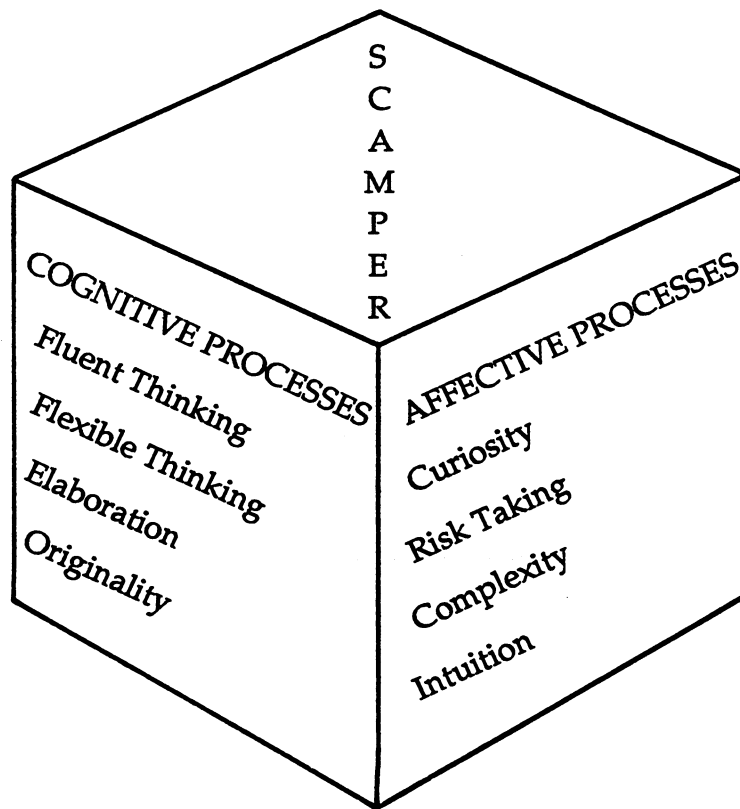 S
C
A
M
P
E
R
COGNITIVE PROCESSES
Fluent Thinking
Flexible Thinking
Elaboration
Originality
AFFECTIVE PROCESSES
Curiosity
Risk Taking
Complexity
Intuition